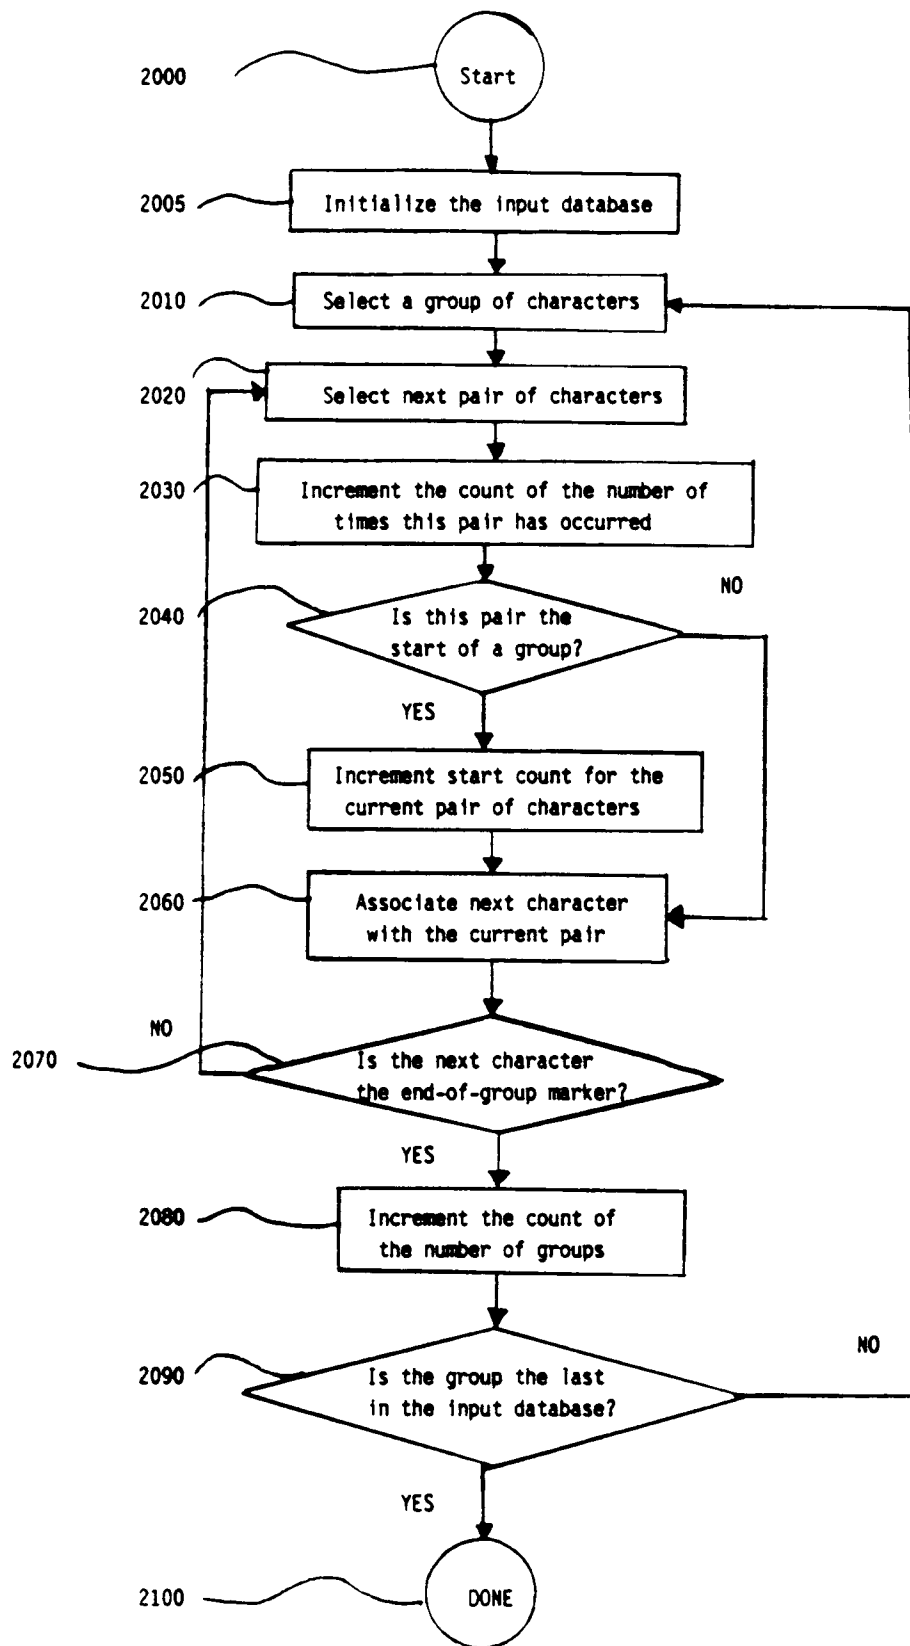 2000
Start
2005
Initialize the input database
2010
Select a group of characters
2020
Select next pair of characters
2030
Increment the count of the number of
times this pair has occurred
NO
2040
Is this pair the
start of a group?
YES
2050
Increment start count for the
current pair of characters
2060
Associate next character
with the current pair
NO
2070
Is the next character
the end-of-group marker?
YES
2080
Increment the count of
the number of groups
NO
2090
Is the group the last
in the input database?
YES
2100
DONE